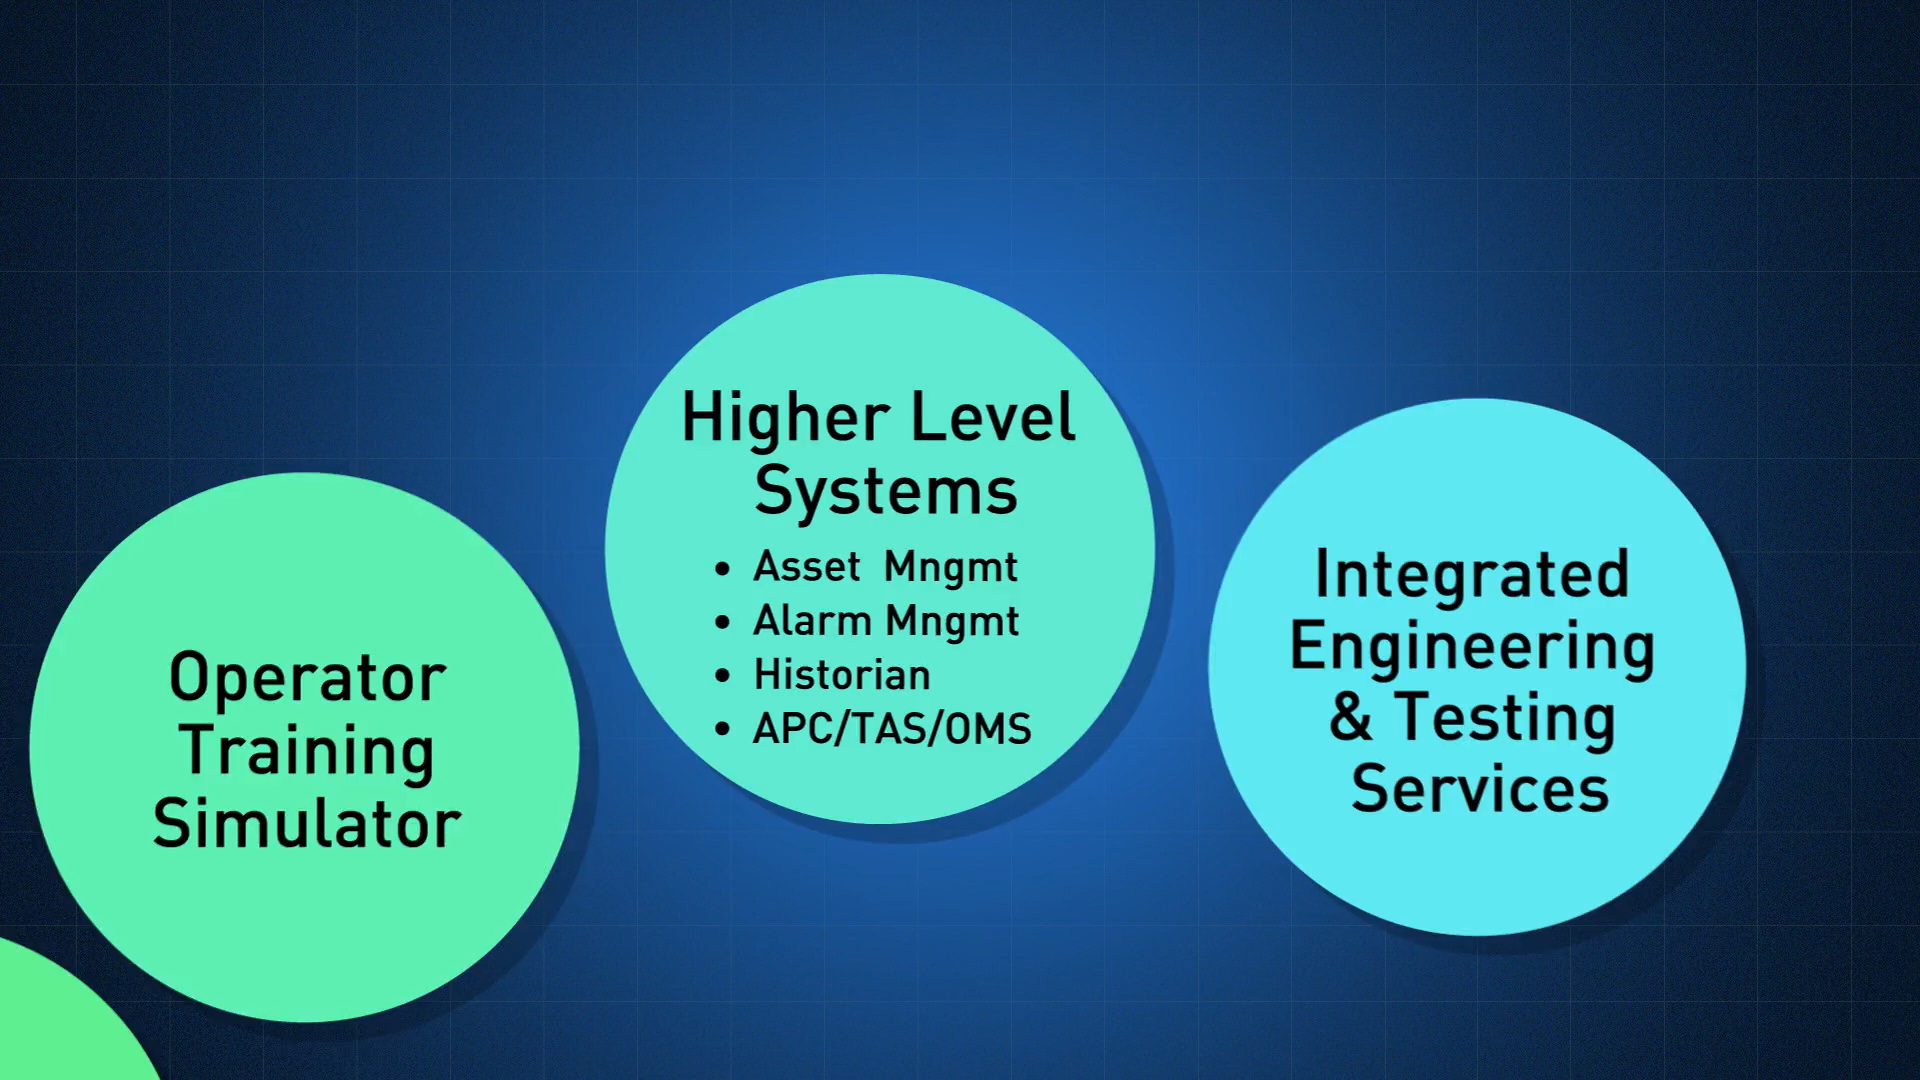 Operator
Training
Simulator
Higher Level
Systems
• Asset Mngmt
• Alarm Mngmt
• Historian
• APC/TAS/OMS
Integrated
Engineering
& Testing
Services